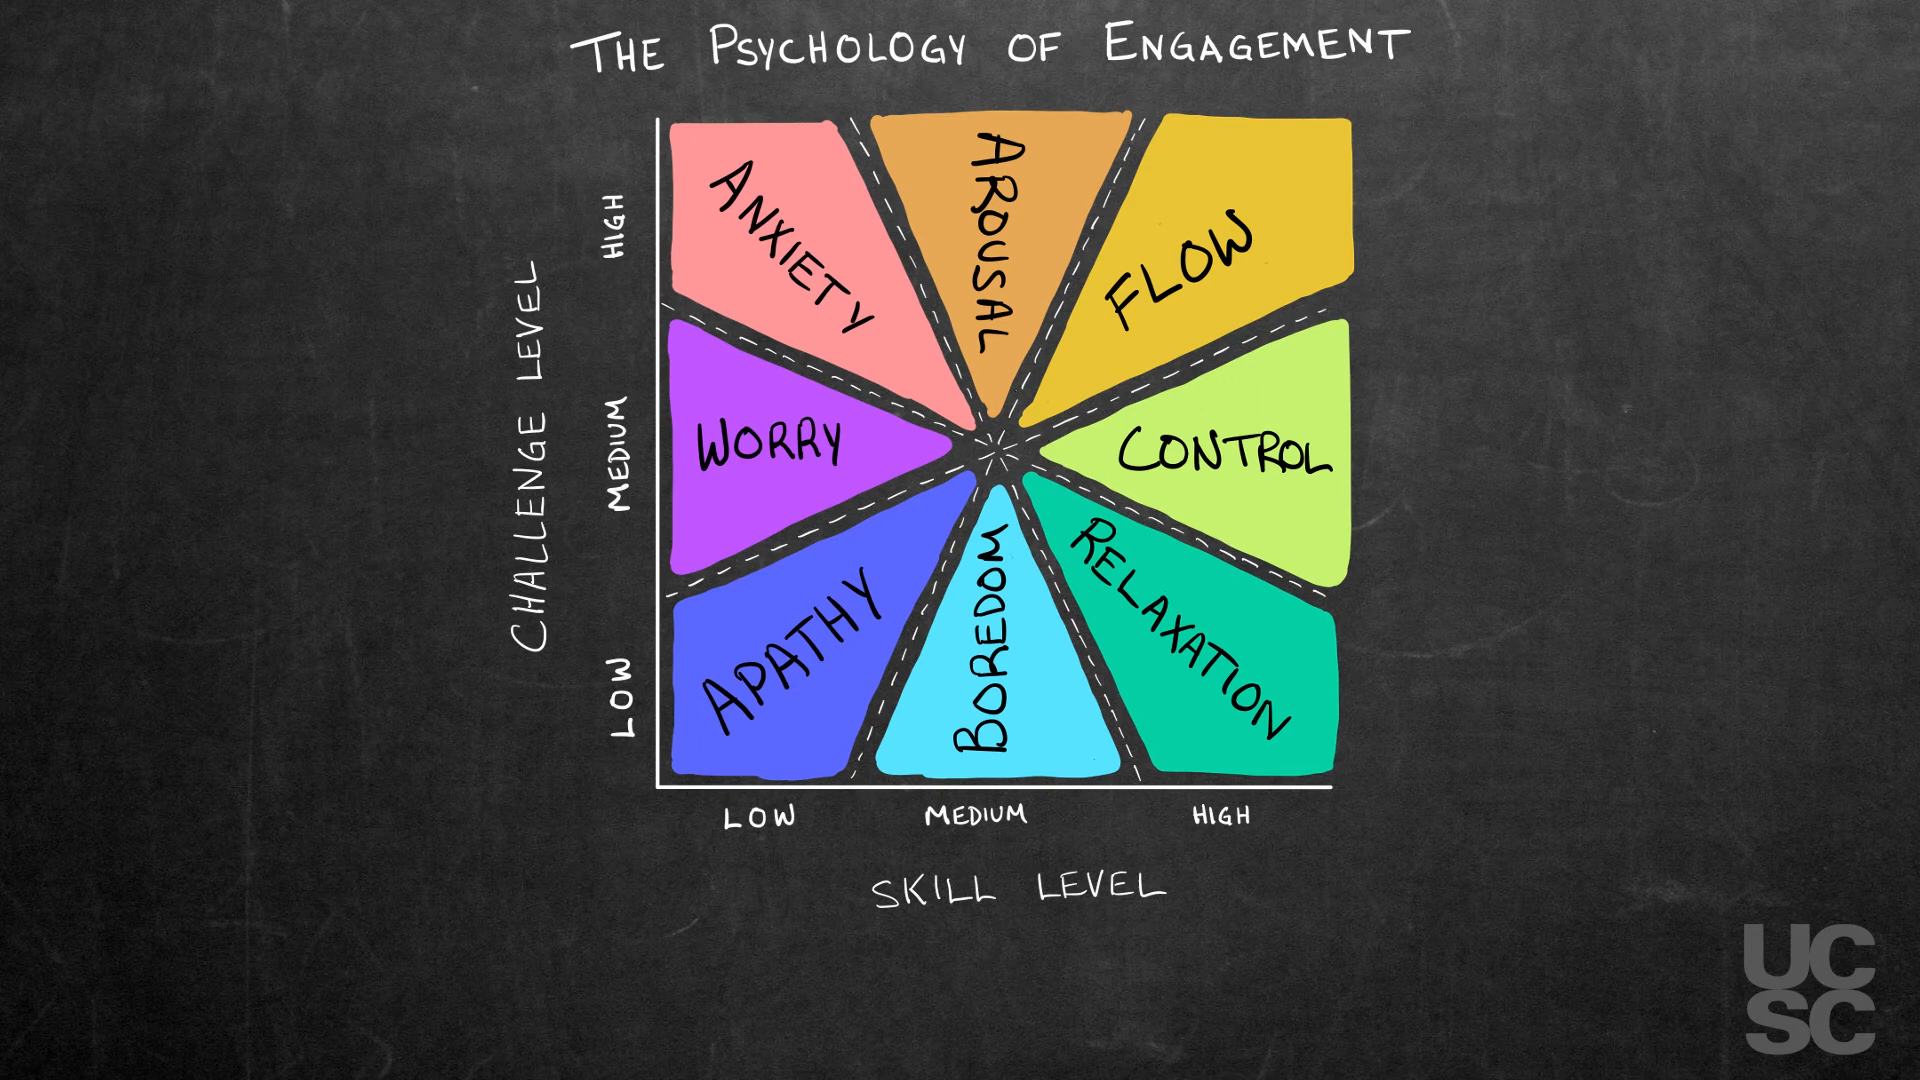 THE PSYCHOLOGY OF ENGAGEMENT
CHALLENGE LEVEL
HIGH
MEDIUM
LOW
ANXIETY
AROUSAL
FLOW
WORRY
CONTROL
APATHY
BOREDOM
RELAXATION
LOW
MEDIUM
HIGH
SKILL LEVEL
UC
SC